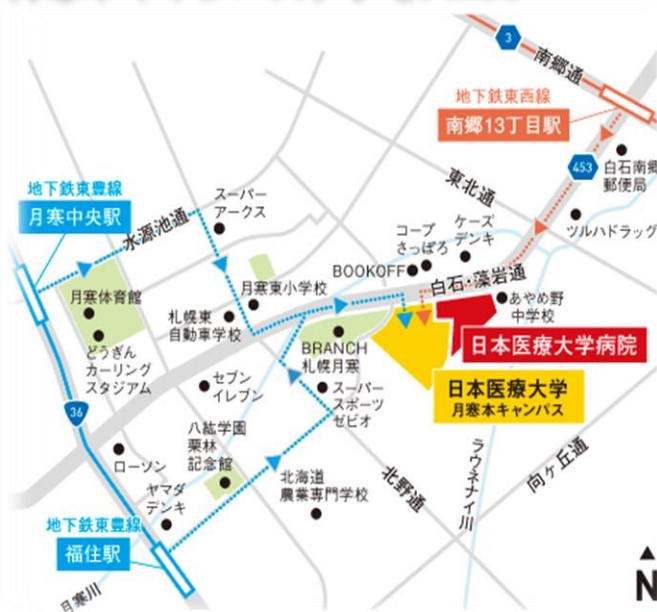 3
南郷通
地下鉄東西線
南郷13丁目駅
453
白石南郷
郵便局
東北通
ツルハドラッグ
地下鉄東豊線
月寒中央駅
水源池通
スーパー
アークス
コープ
さっぽろ
ケーズ
デンキ
BOOKOFF
白石・藻岩通
月寒体育館
月寒東小学校
あやめ野
中学校
札幌東
自動車学校
どうぎん
カーリング
スタジアム
BRANCH
札幌月寒
日本医療大学病院
日本医療大学
月寒本キャンパス
セブン
イレブン
スーパー
スポーツ
ゼビオ
36
八紘学園
栗林
記念館
ローソン
ヤマダ
デンキ
北海道
農業専門学校
北野通
ラウネナイ川
向ヶ丘通
地下鉄東豊線
福住駅
月寒川
N